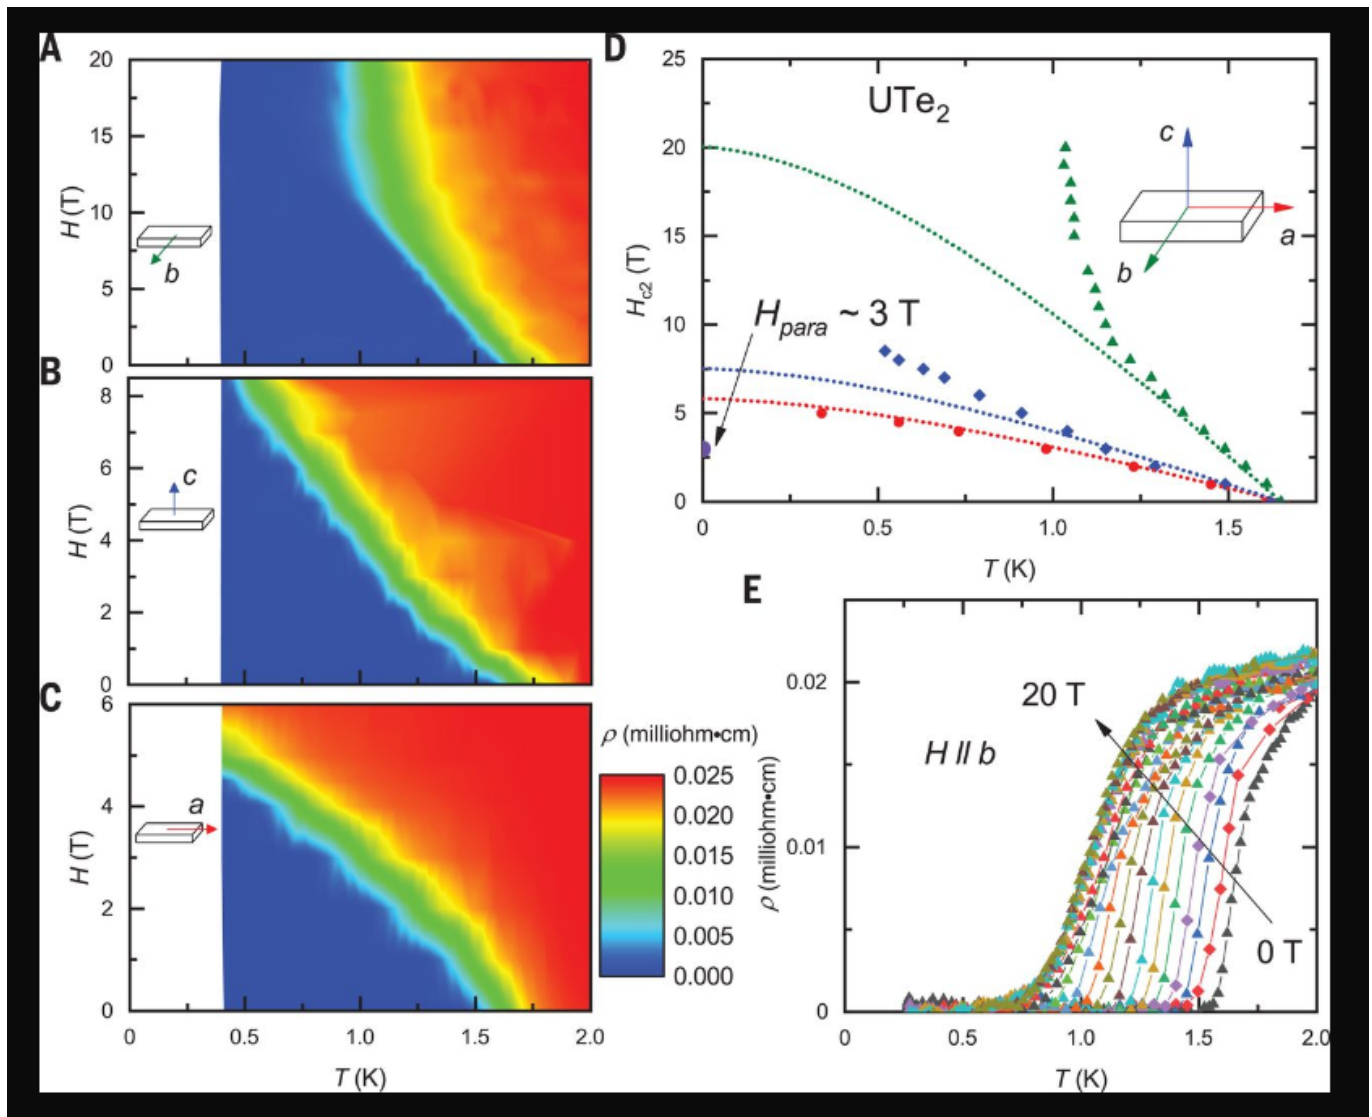 A
20
15
10
5
0
H (T)
b
B
8
6
4
2
0
H (T)
c
C
6
4
2
0
H (T)
a
0
0.5
1.0
1.5
2.0
T (K)
ρ (milliohm•cm)
0.025
0.020
0.015
0.010
0.005
0.000
D
25
20
15
10
5
0
H_c2 (T)
UTe₂
H_para ~ 3 T
c
a
b
0
0.5
1.0
1.5
T (K)
E
0.02
0.01
0
ρ (milliohm•cm)
20 T
H // b
0 T
0
0.5
1.0
1.5
2.0
T (K)